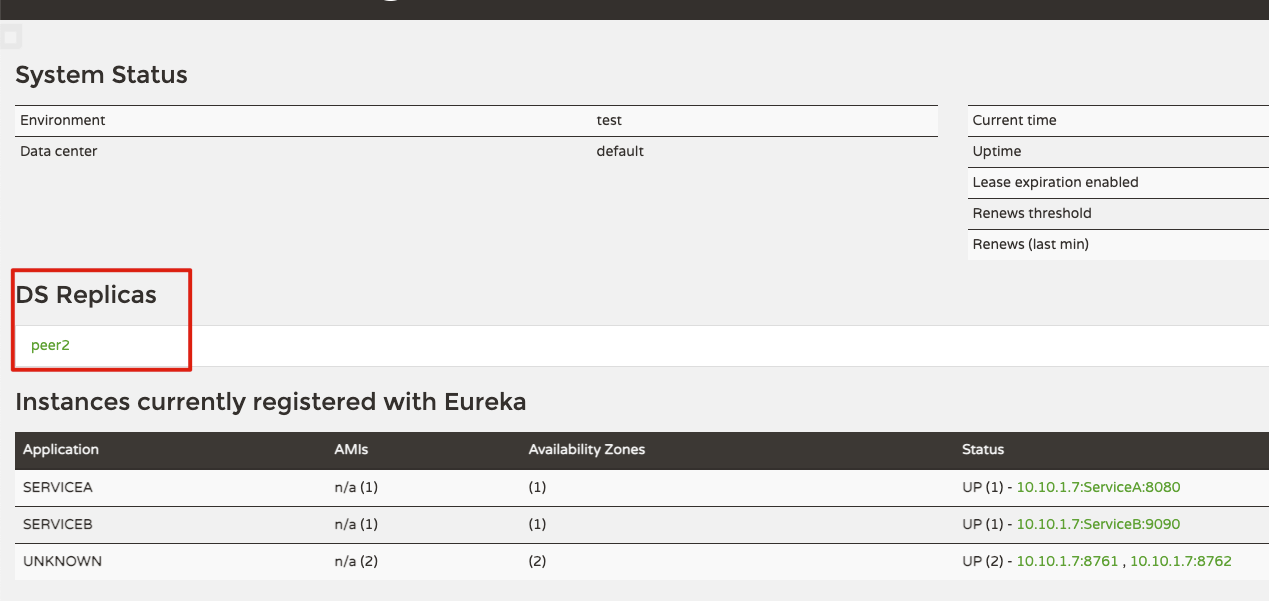 System Status
Environment test
Data center default
Current time
Uptime
Lease expiration enabled
Renews threshold
Renews (last min)
DS Replicas
peer2
Instances currently registered with Eureka
Application AMIs Availability Zones Status
SERVICEA n/a (1) (1) UP (1) - 10.10.1.7:ServiceA:8080
SERVICEB n/a (1) (1) UP (1) - 10.10.1.7:ServiceB:9090
UNKNOWN n/a (2) (2) UP (2) - 10.10.1.7:8761 , 10.10.1.7:8762